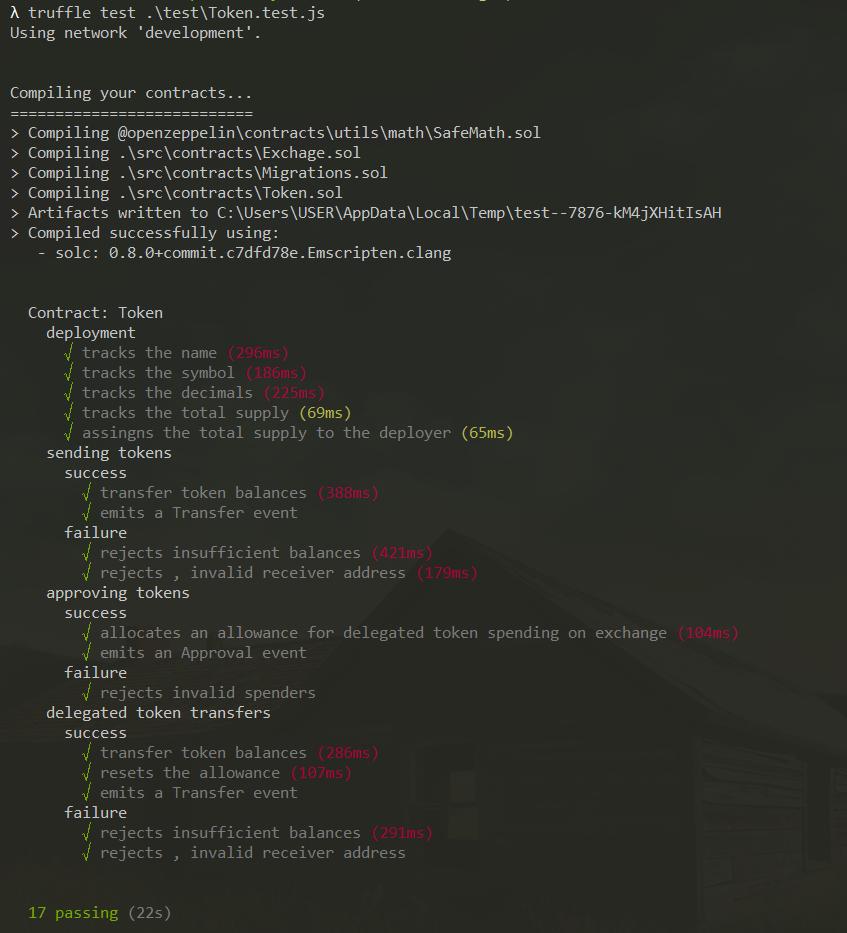 λ truffle test .\test\Token.test.js
Using network 'development'.
Compiling your contracts...
===========================
> Compiling @openzeppelin\contracts\utils\math\SafeMath.sol
> Compiling .\src\contracts\Exchage.sol
> Compiling .\src\contracts\Migrations.sol
> Compiling .\src\contracts\Token.sol
> Artifacts written to C:\Users\USER\AppData\Local\Temp\test--7876-kM4jXHitIsAH
> Compiled successfully using:
- solc: 0.8.0+commit.c7dfd78e.Emscripten.clang
Contract: Token
deployment
√ tracks the name (296ms)
√ tracks the symbol (186ms)
√ tracks the decimals (225ms)
√ tracks the total supply (69ms)
√ assingns the total supply to the deployer (65ms)
sending tokens
success
√ transfer token balances (388ms)
√ emits a Transfer event
failure
√ rejects insufficient balances (421ms)
√ rejects , invalid receiver address (179ms)
approving tokens
success
√ allocates an allowance for delegated token spending on exchange (104ms)
√ emits an Approval event
failure
√ rejects invalid spenders
delegated token transfers
success
√ transfer token balances (286ms)
√ resets the allowance (107ms)
√ emits a Transfer event
failure
√ rejects insufficient balances (291ms)
√ rejects , invalid receiver address
17 passing (22s)